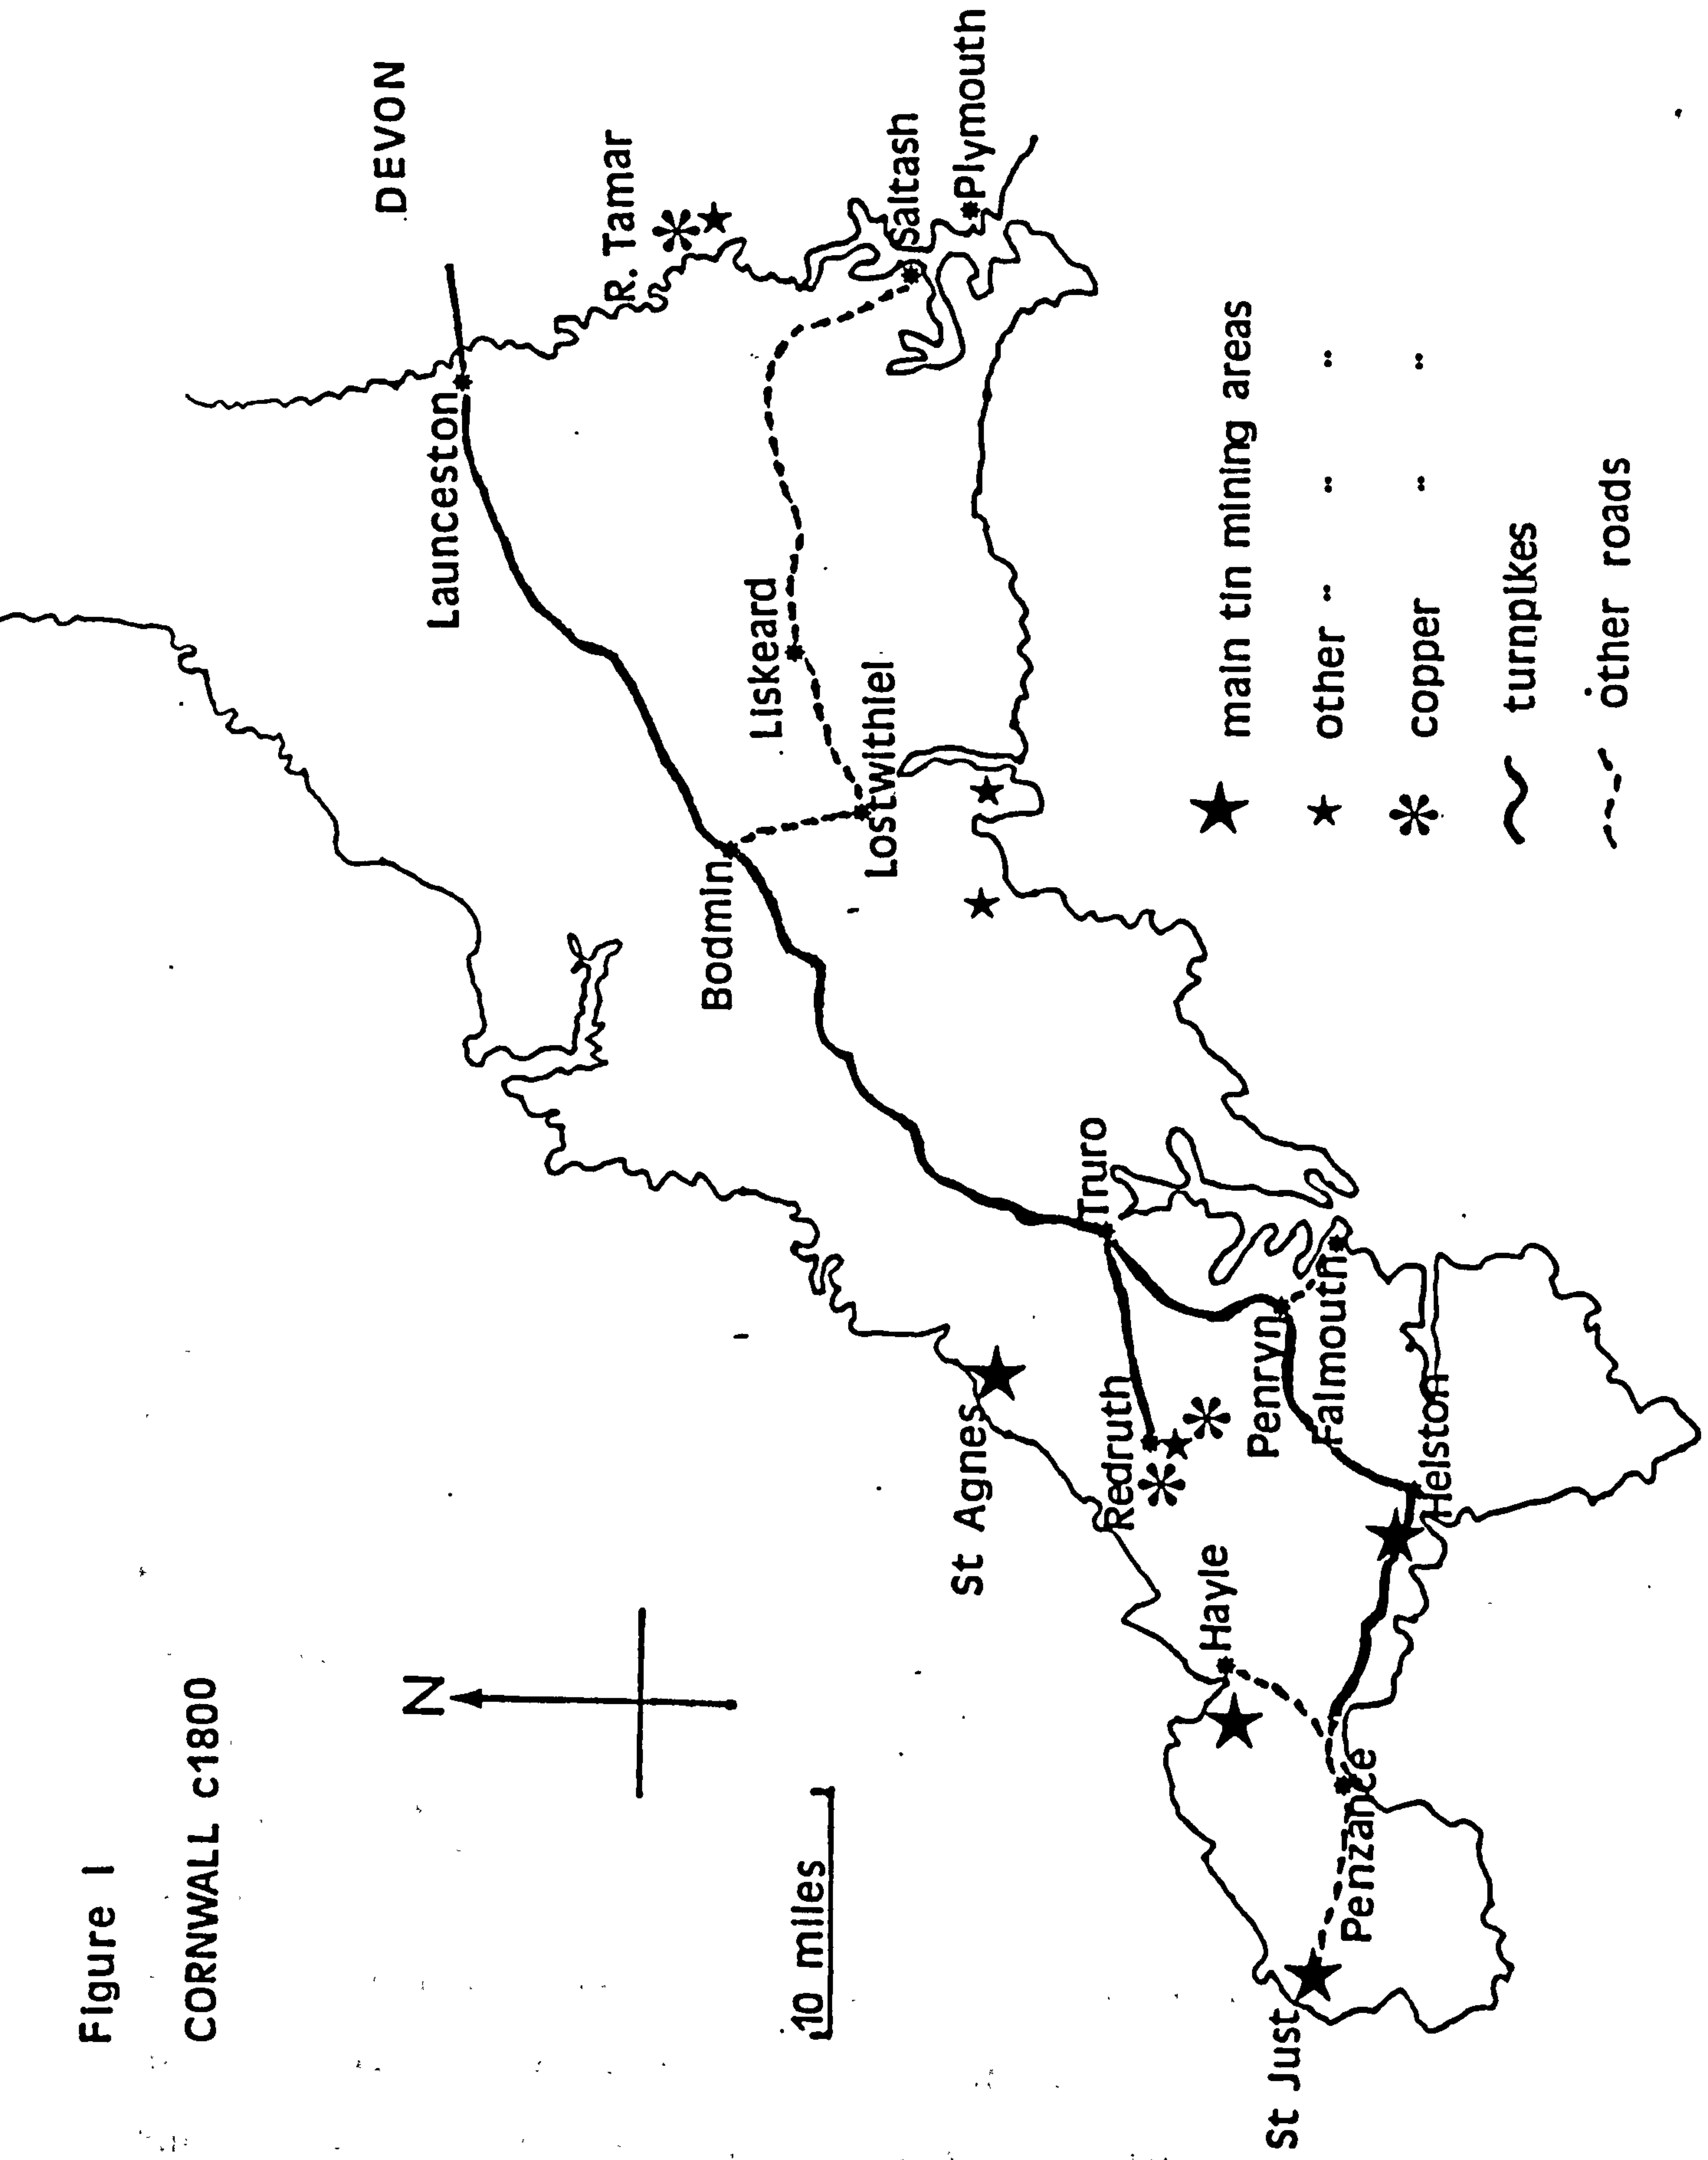 Figure 1
CORNWALL c1800
N
10 miles
DEVON
Launceston
R. Tamar
Liskeard
Saltash
Plymouth
Bodmin
Lostwithiel
Truro
St Agnes
Redruth
Penryn
Falmouth
Hayle
Helston
Penzance
St Just
main tin mining areas
other " " "
copper " "
turnpikes
other roads